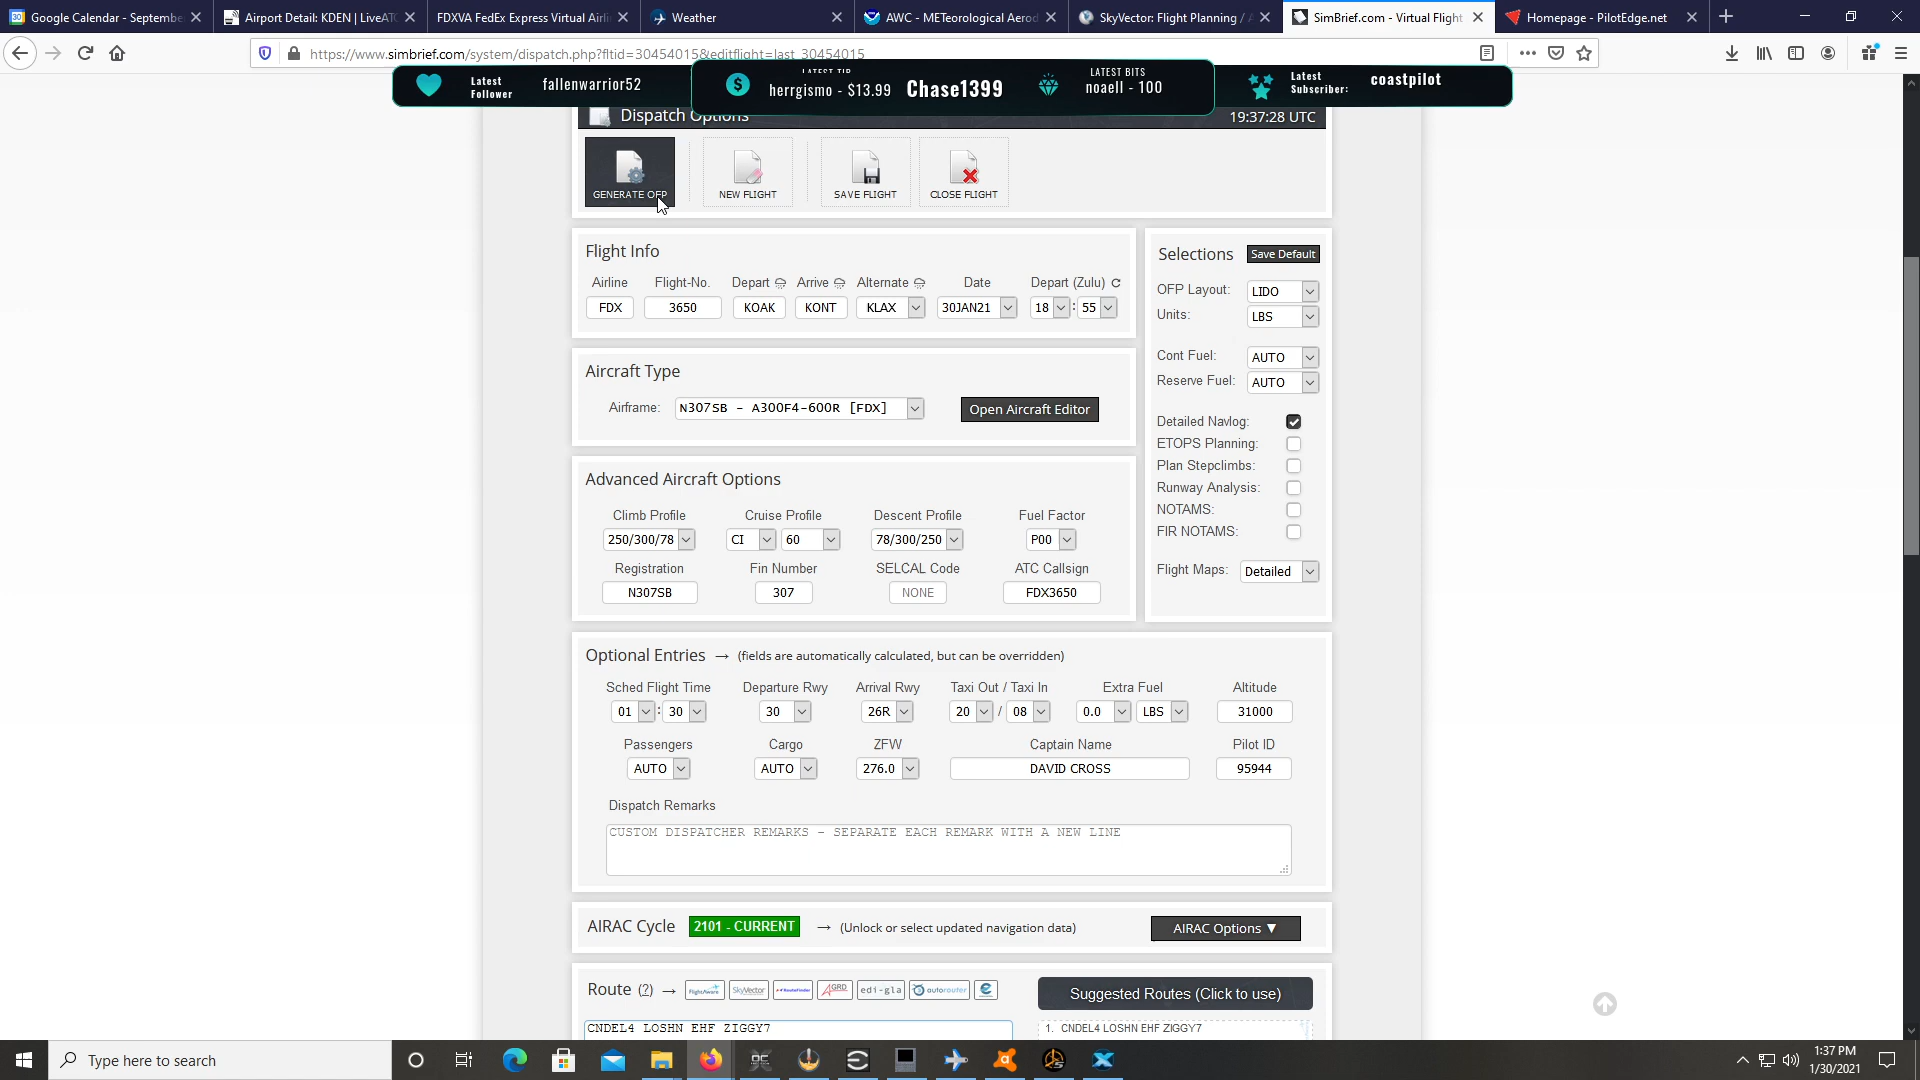 Google Calendar - September
Airport Detail: KDEN | LiveATC
FDXVA FedEx Express Virtual Airli
Weather
AWC - METeorological Aerod
SkyVector: Flight Planning / A
SimBrief.com - Virtual Flight
Homepage - PilotEdge.net
https://www.simbrief.com/system/dispatch.php?fltid=30454015&editflight=last_30454015
Latest Follower
fallenwarrior52
LATEST TIP
herrgismo - $13.99
Chase1399
LATEST BITS
noaell - 100
Latest Subscriber:
coastpilot
Dispatch Options
19:37:28 UTC
GENERATE OFP
NEW FLIGHT
SAVE FLIGHT
CLOSE FLIGHT
Flight Info
Airline Flight-No. Depart Arrive Alternate Date Depart (Zulu)
FDX 3650 KOAK KONT KLAX 30JAN21 18 : 55
Aircraft Type
Airframe: N307SB - A300F4-600R [FDX] Open Aircraft Editor
Advanced Aircraft Options
Climb Profile Cruise Profile Descent Profile Fuel Factor
250/300/78 CI 60 78/300/250 P00
Registration Fin Number SELCAL Code ATC Callsign
N307SB 307 NONE FDX3650
Selections Save Default
OFP Layout: LIDO
Units: LBS
Cont Fuel: AUTO
Reserve Fuel: AUTO
Detailed Navlog:
ETOPS Planning:
Plan Stepclimbs:
Runway Analysis:
NOTAMS:
FIR NOTAMS:
Flight Maps: Detailed
Optional Entries → (fields are automatically calculated, but can be overridden)
Sched Flight Time Departure Rwy Arrival Rwy Taxi Out / Taxi In Extra Fuel Altitude
01 : 30 30 26R 20 / 08 0.0 LBS 31000
Passengers Cargo ZFW Captain Name Pilot ID
AUTO AUTO 276.0 DAVID CROSS 95944
Dispatch Remarks
CUSTOM DISPATCHER REMARKS - SEPARATE EACH REMARK WITH A NEW LINE
AIRAC Cycle 2101 - CURRENT → (Unlock or select updated navigation data) AIRAC Options ▼
Route (?) → FlightAware SkyVector RouteFinder AGRD edi-gla autorouter Suggested Routes (Click to use)
CNDEL4 LOSHN EHF ZIGGY7
1. CNDEL4 LOSHN EHF ZIGGY7
Type here to search
1:37 PM
1/30/2021